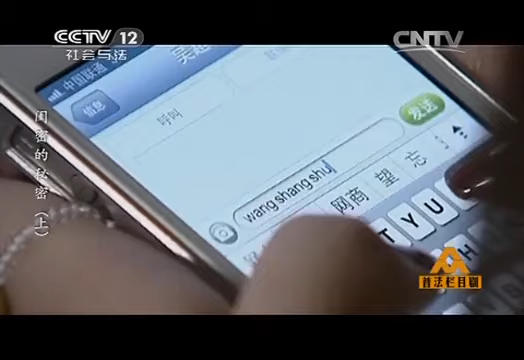 CCTV 12
社会与法
CNTV
中国联通
信息
呼叫
发送
闺密的秘密（上）
wang shang shu
网商
望
忘
T Y U
H
普法栏目剧